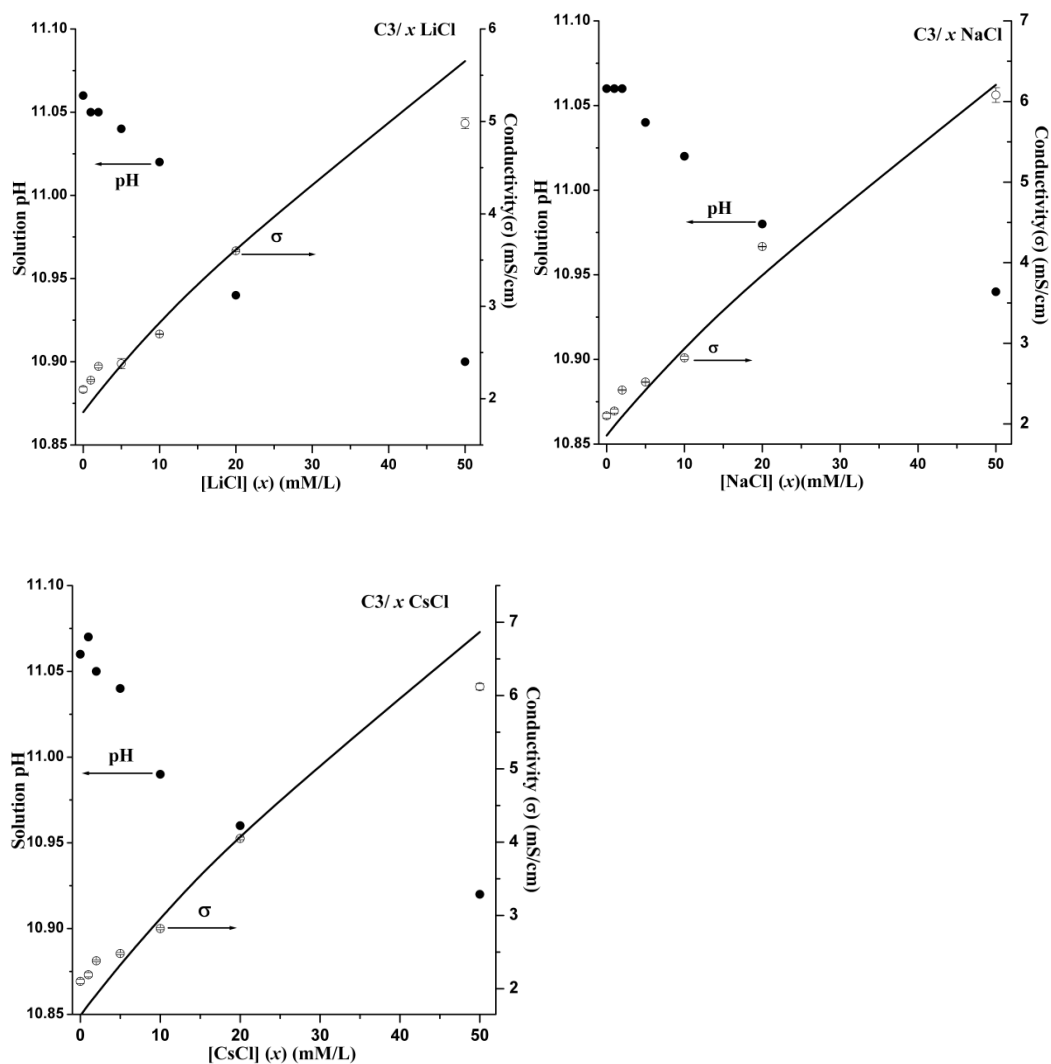 C3/ x LiCl
11.10
11.05
11.00
10.95
10.90
10.85
Solution pH
pH
σ
6
5
4
3
2
Conductivity(σ) (mS/cm)
0 10 20 30 40 50
[LiCl] (x) (mM/L)
C3/ x NaCl
11.10
11.05
11.00
10.95
10.90
10.85
Solution pH
pH
σ
7
6
5
4
3
2
Conductivity(σ) (mS/cm)
0 10 20 30 40 50
[NaCl] (x)(mM/L)
C3/ x CsCl
11.10
11.05
11.00
10.95
10.90
10.85
Solution pH
pH
σ
7
6
5
4
3
2
Conductivity (σ) (mS/cm)
0 10 20 30 40 50
[CsCl] (x) (mM/L)